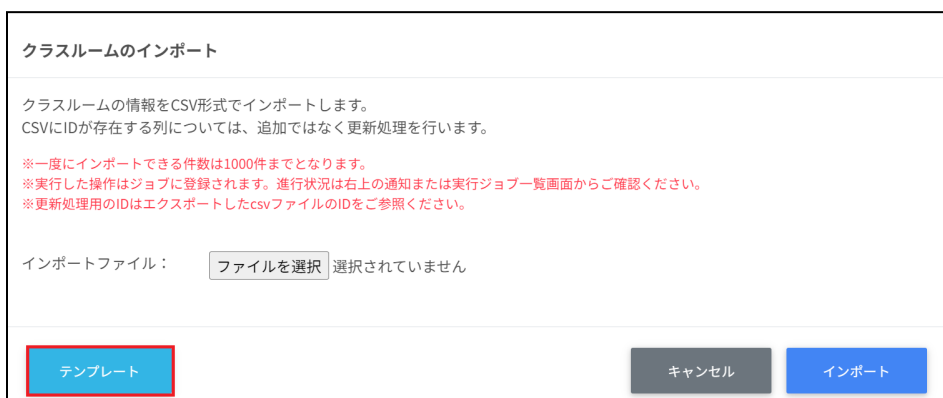 クラスルームのインポート
クラスルームの情報をCSV形式でインポートします。
CSVにIDが存在する列については、追加ではなく更新処理を行います。
※一度にインポートできる件数は1000件までとなります。
※実行した操作はジョブに登録されます。進行状況は右上の通知または実行ジョブ一覧画面からご確認ください。
※更新処理用のIDはエクスポートしたcsvファイルのIDをご参照ください。
インポートファイル： ファイルを選択 選択されていません
テンプレート キャンセル インポート